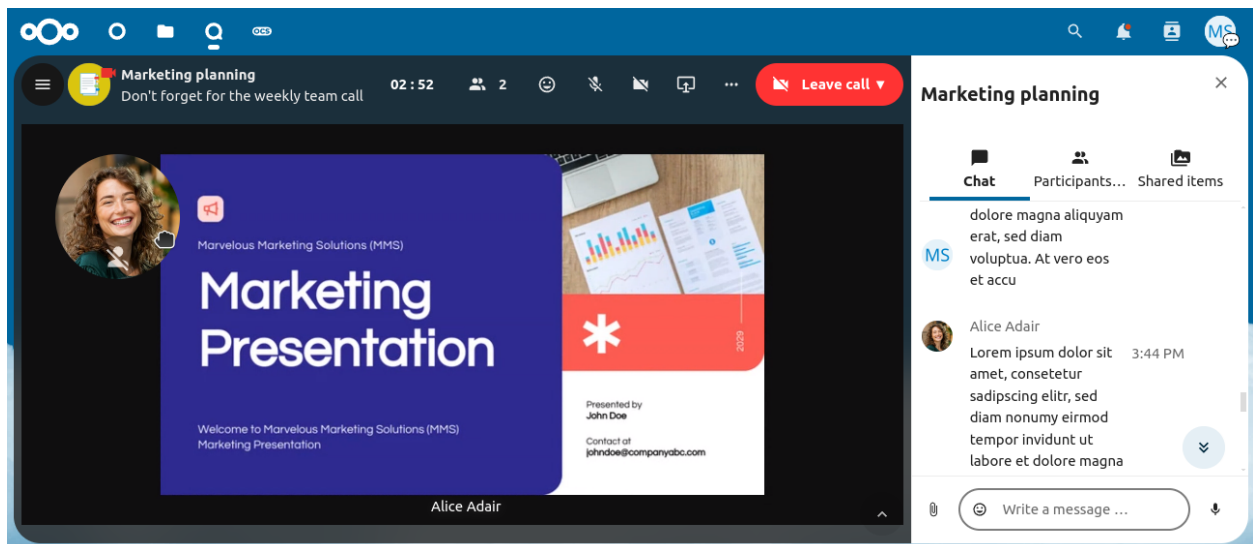 OCS
MS
Marketing planning
Don't forget for the weekly team call
02 : 52
2
Leave call ▾
Marvelous Marketing Solutions (MMS)
Marketing
Presentation
Welcome to Marvelous Marketing Solutions (MMS)
Marketing Presentation
2029
Presented by
John Doe
Contact at
johndoe@companyabc.com
Alice Adair
Marketing planning
Chat
Participants…
Shared items
MS
dolore magna aliquyam
erat, sed diam
voluptua. At vero eos
et accu
Alice Adair
Lorem ipsum dolor sit 3:44 PM
amet, consetetur
sadipscing elitr, sed
diam nonumy eirmod
tempor invidunt ut
labore et dolore magna
Write a message …